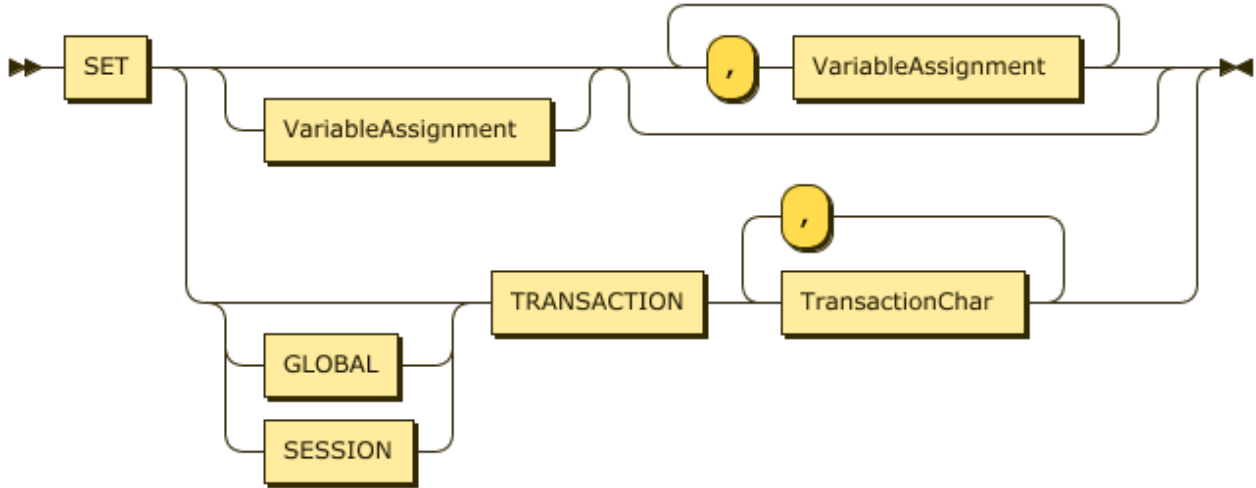 SET
,
VariableAssignment
VariableAssignment
,
TRANSACTION
TransactionChar
GLOBAL
SESSION